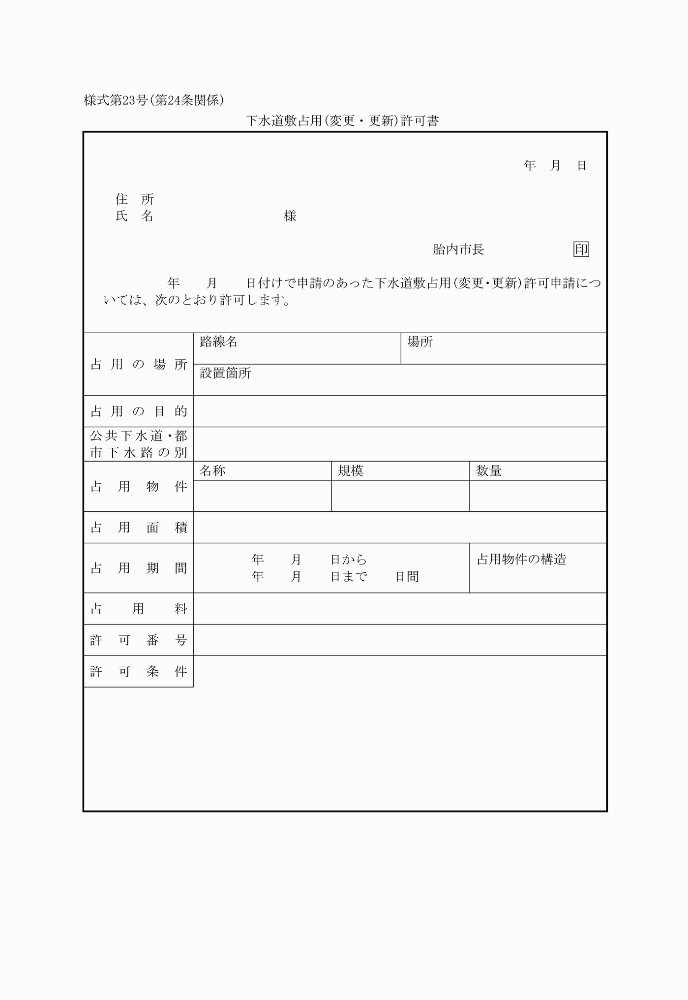 様式第23号(第24条関係)
下水道敷占用(変更・更新)許可書
年　月　日
住　所
氏　名　　　　　　　　　　様
胎内市長　　　　　　　印
年　　月　　日付けで申請のあった下水道敷占用(変更・更新)許可申請につ
いては、次のとおり許可します。
占用の場所
路線名
場所
設置箇所
占用の目的
公共下水道・都
市下水路の別
占用物件
名称
規模
数量
占用面積
占用期間
年　　月　　日から
年　　月　　日まで　　日間
占用物件の構造
占用料
許可番号
許可条件